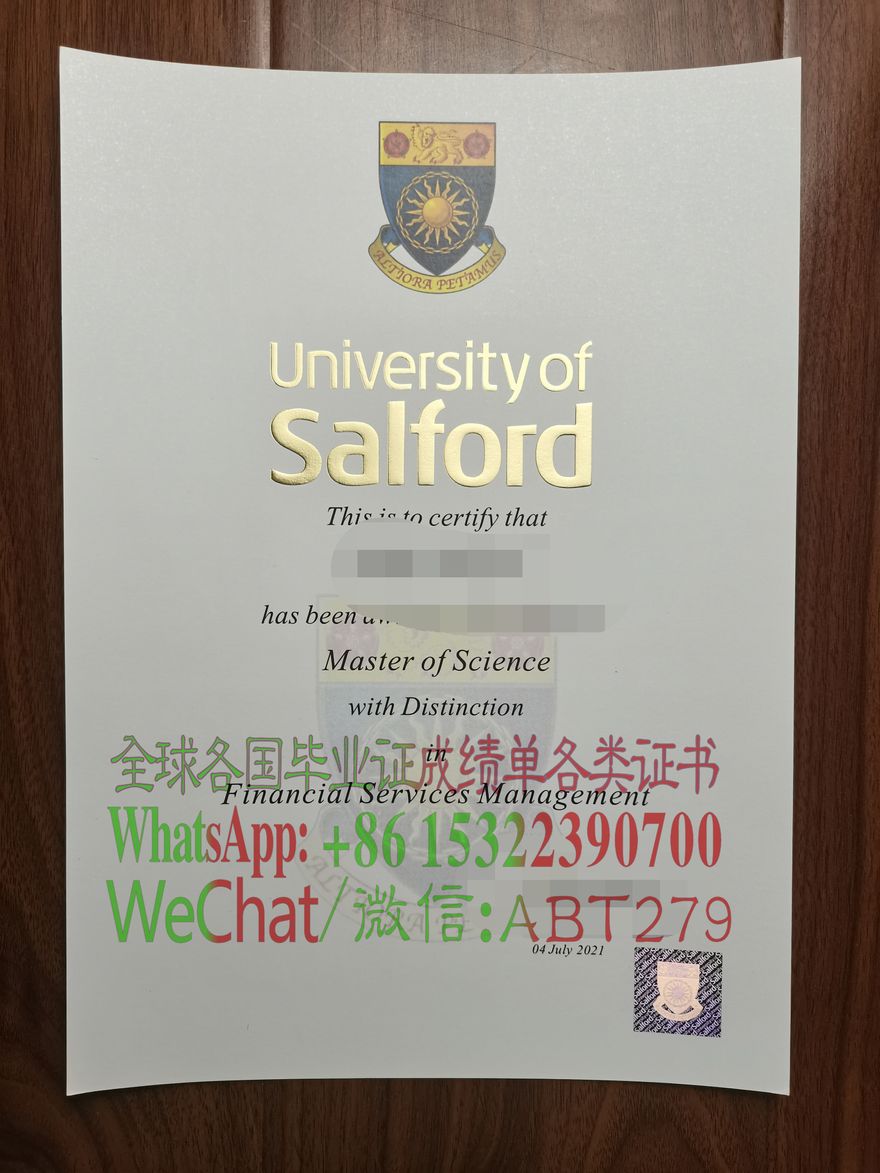 ALTIORA PETAMUS
University of
Salford
This is to certify that
has been
Master of Science
with Distinction
in
全球各国毕业证成绩单各类证书
Financial Services Management
WhatsApp: +86 15322390700
WeChat/微信:ABT279
04 July 2021